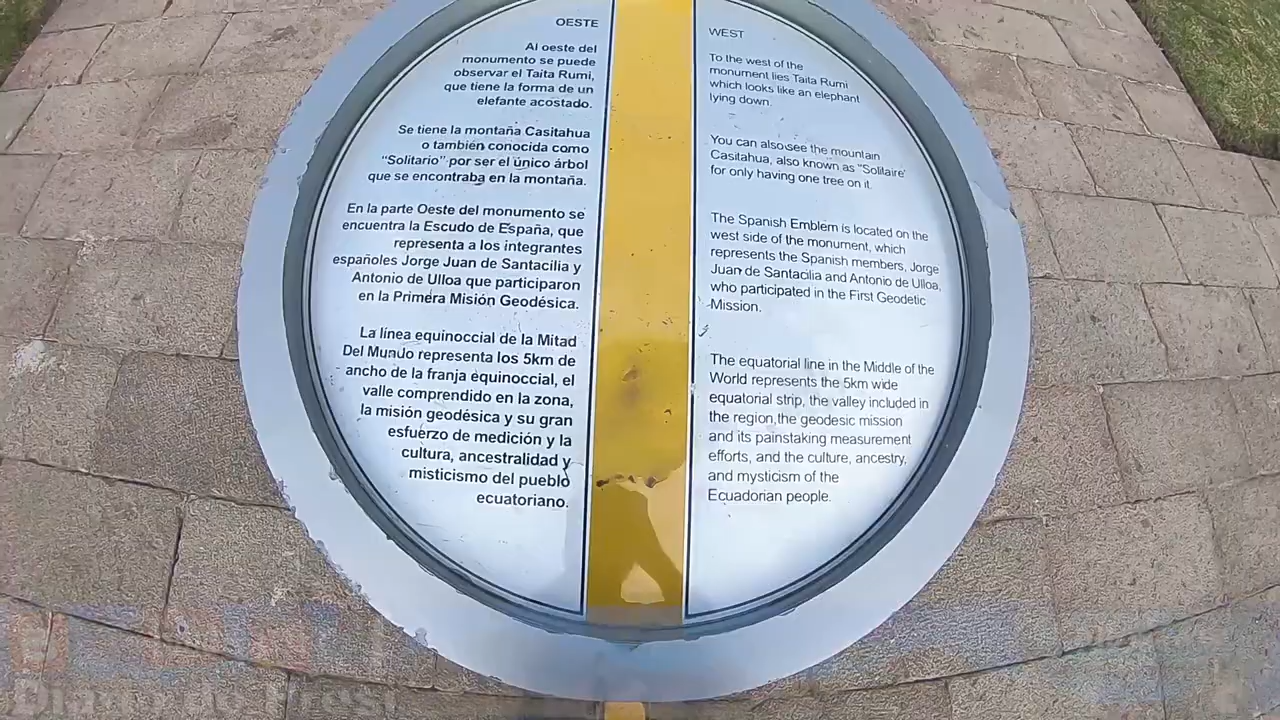 OESTE
Al oeste del
monumento se puede
observar el Taita Rumi,
que tiene la forma de un
elefante acostado.
Se tiene la montaña Casitahua
o también conocida como
"Solitario" por ser el único árbol
que se encontraba en la montaña.
En la parte Oeste del monumento se
encuentra la Escudo de España, que
representa a los integrantes
españoles Jorge Juan de Santacilia y
Antonio de Ulloa que participaron
en la Primera Misión Geodésica.
La línea equinoccial de la Mitad
Del Mundo representa los 5km de
ancho de la franja equinoccial, el
valle comprendido en la zona,
la misión geodésica y su gran
esfuerzo de medición y la
cultura, ancestralidad y
misticismo del pueblo
ecuatoriano.
WEST
To the west of the
monument lies Taita Rumi
which looks like an elephant
lying down.
You can also see the mountain
Casitahua, also known as "Solitaire'
for only having one tree on it.
The Spanish Emblem is located on the
west side of the monument, which
represents the Spanish members, Jorge
Juan de Santacilia and Antonio de Ulloa,
who participated in the First Geodetic
Mission.
The equatorial line in the Middle of the
World represents the 5km wide
equatorial strip, the valley included in
the region,the geodesic mission
and its painstaking measurement
efforts, and the culture, ancestry,
and mysticism of the
Ecuadorian people.